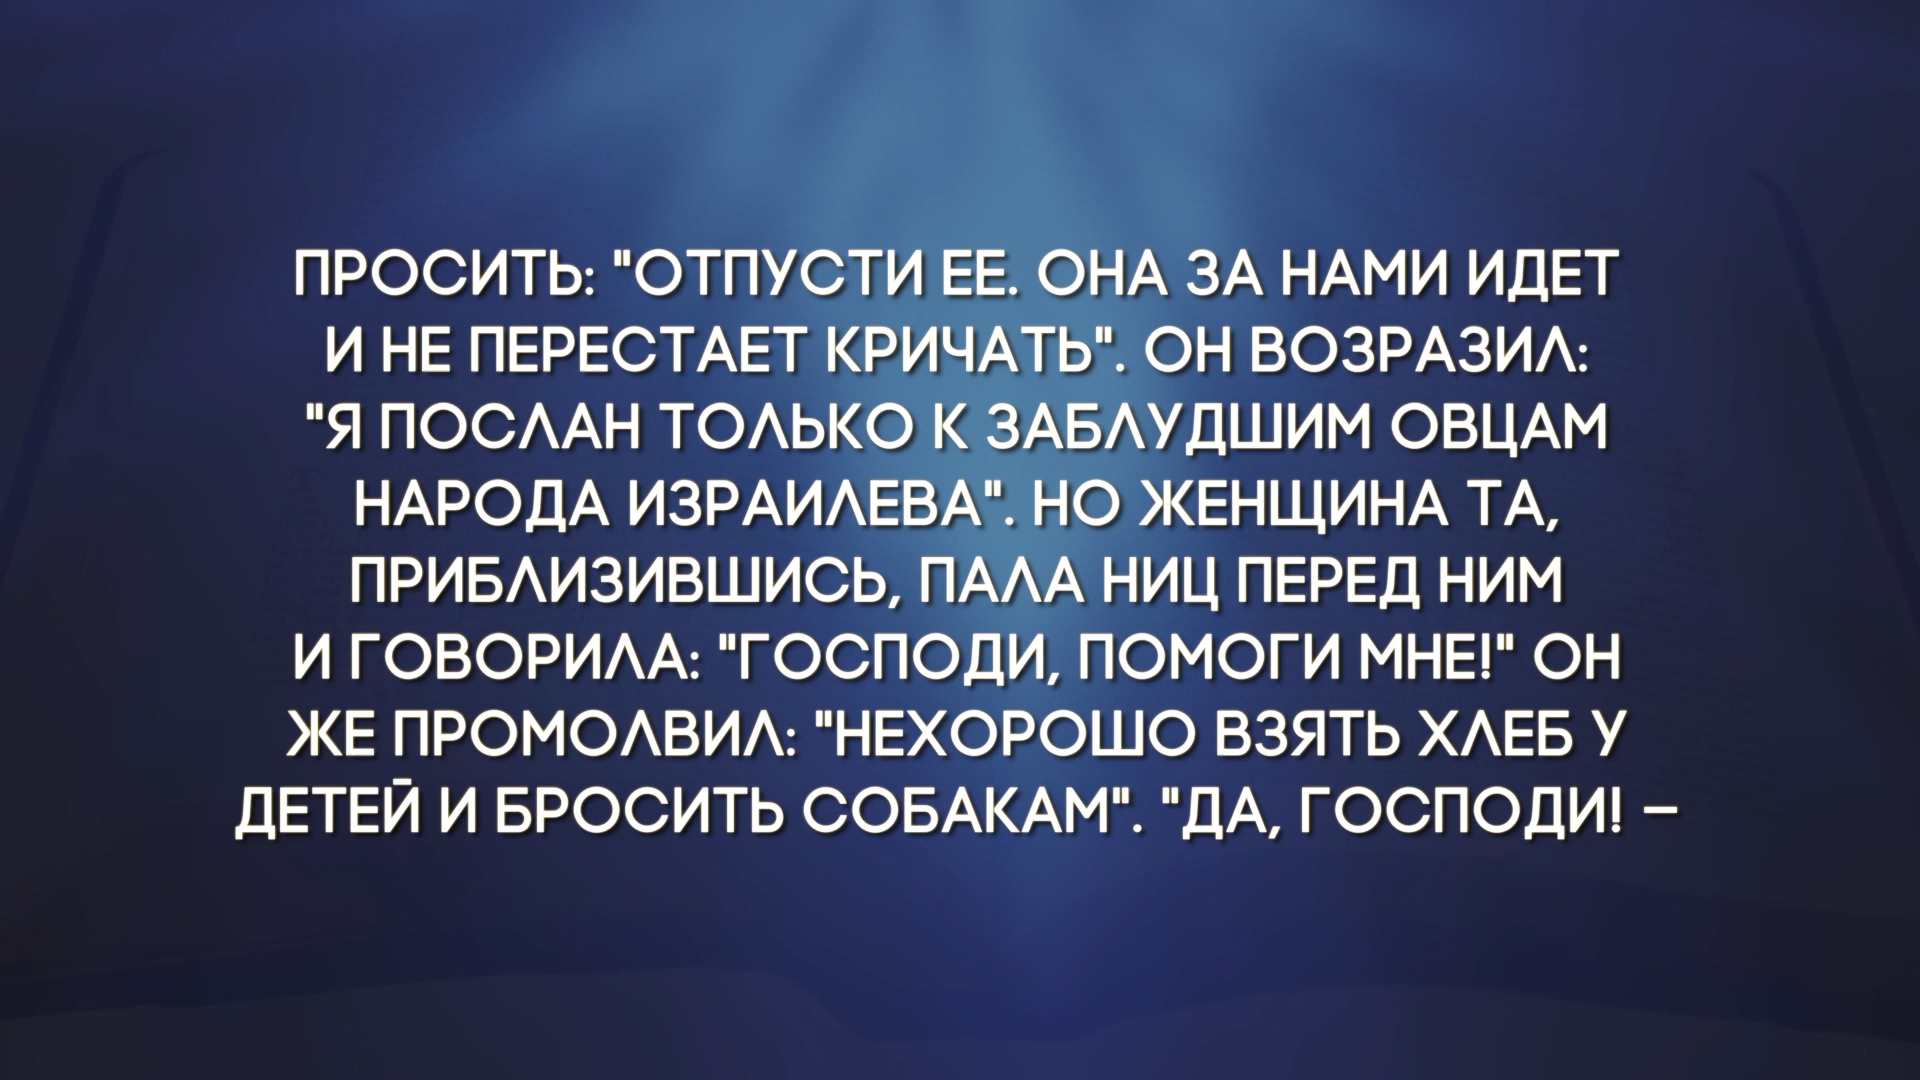 ПРОСИТЬ: "ОТПУСТИ ЕЕ. ОНА ЗА НАМИ ИДЕТ
И НЕ ПЕРЕСТАЕТ КРИЧАТЬ". ОН ВОЗРАЗИЛ:
"Я ПОСЛАН ТОЛЬКО К ЗАБЛУДШИМ ОВЦАМ
НАРОДА ИЗРАИЛЕВА". НО ЖЕНЩИНА ТА,
ПРИБЛИЗИВШИСЬ, ПАЛА НИЦ ПЕРЕД НИМ
И ГОВОРИЛА: "ГОСПОДИ, ПОМОГИ МНЕ!" ОН
ЖЕ ПРОМОЛВИЛ: "НЕХОРОШО ВЗЯТЬ ХЛЕБ У
ДЕТЕЙ И БРОСИТЬ СОБАКАМ". "ДА, ГОСПОДИ! –